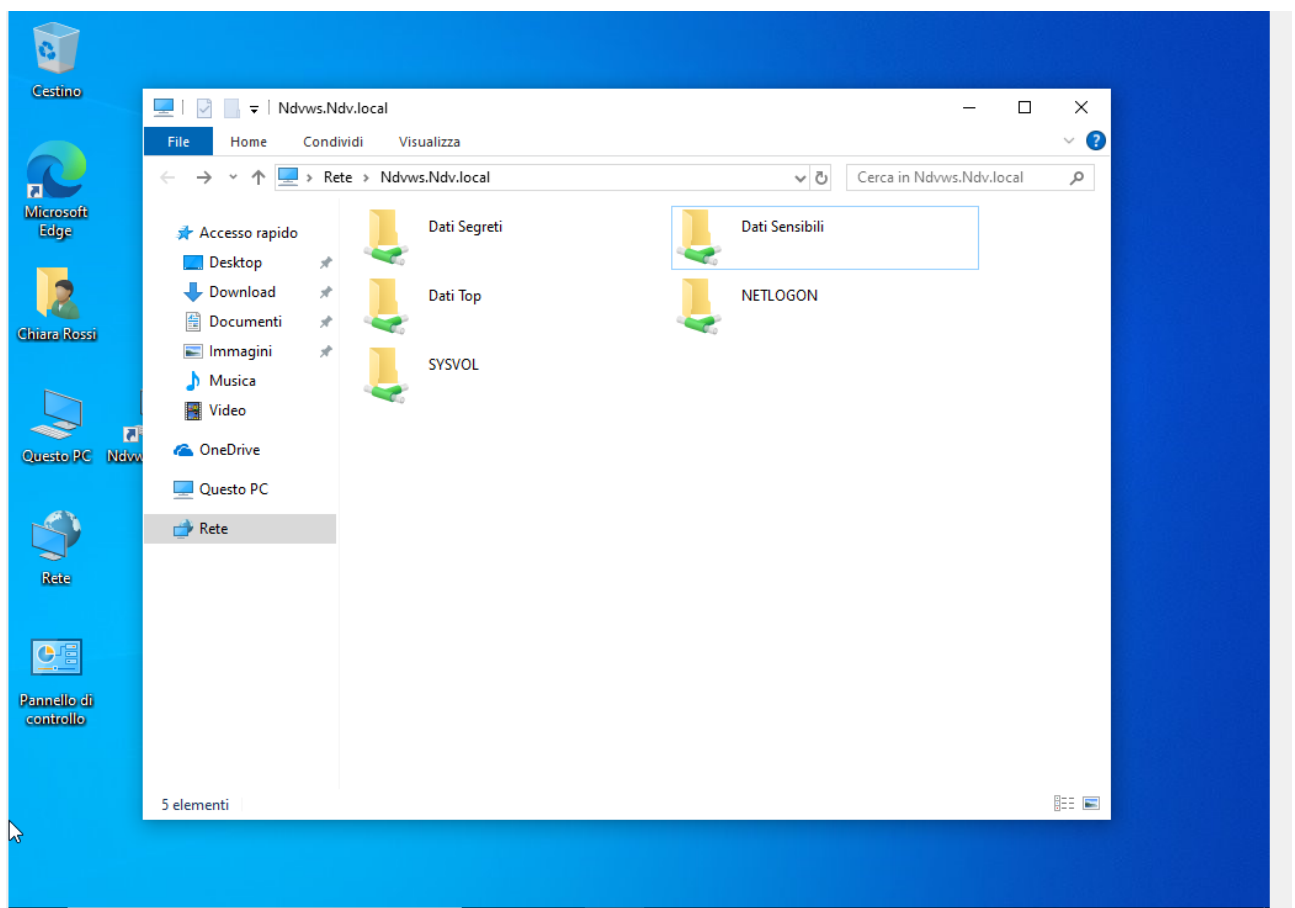 Cestino
Microsoft
Edge
Chiara Rossi
Questo PC
Ndvw
Rete
Pannello di
controllo
Ndvws.Ndv.local
File Home Condividi Visualizza
Rete > Ndvws.Ndv.local
Cerca in Ndvws.Ndv.local
Accesso rapido
Desktop
Download
Documenti
Immagini
Musica
Video
OneDrive
Questo PC
Rete
Dati Segreti
Dati Sensibili
Dati Top
NETLOGON
SYSVOL
5 elementi